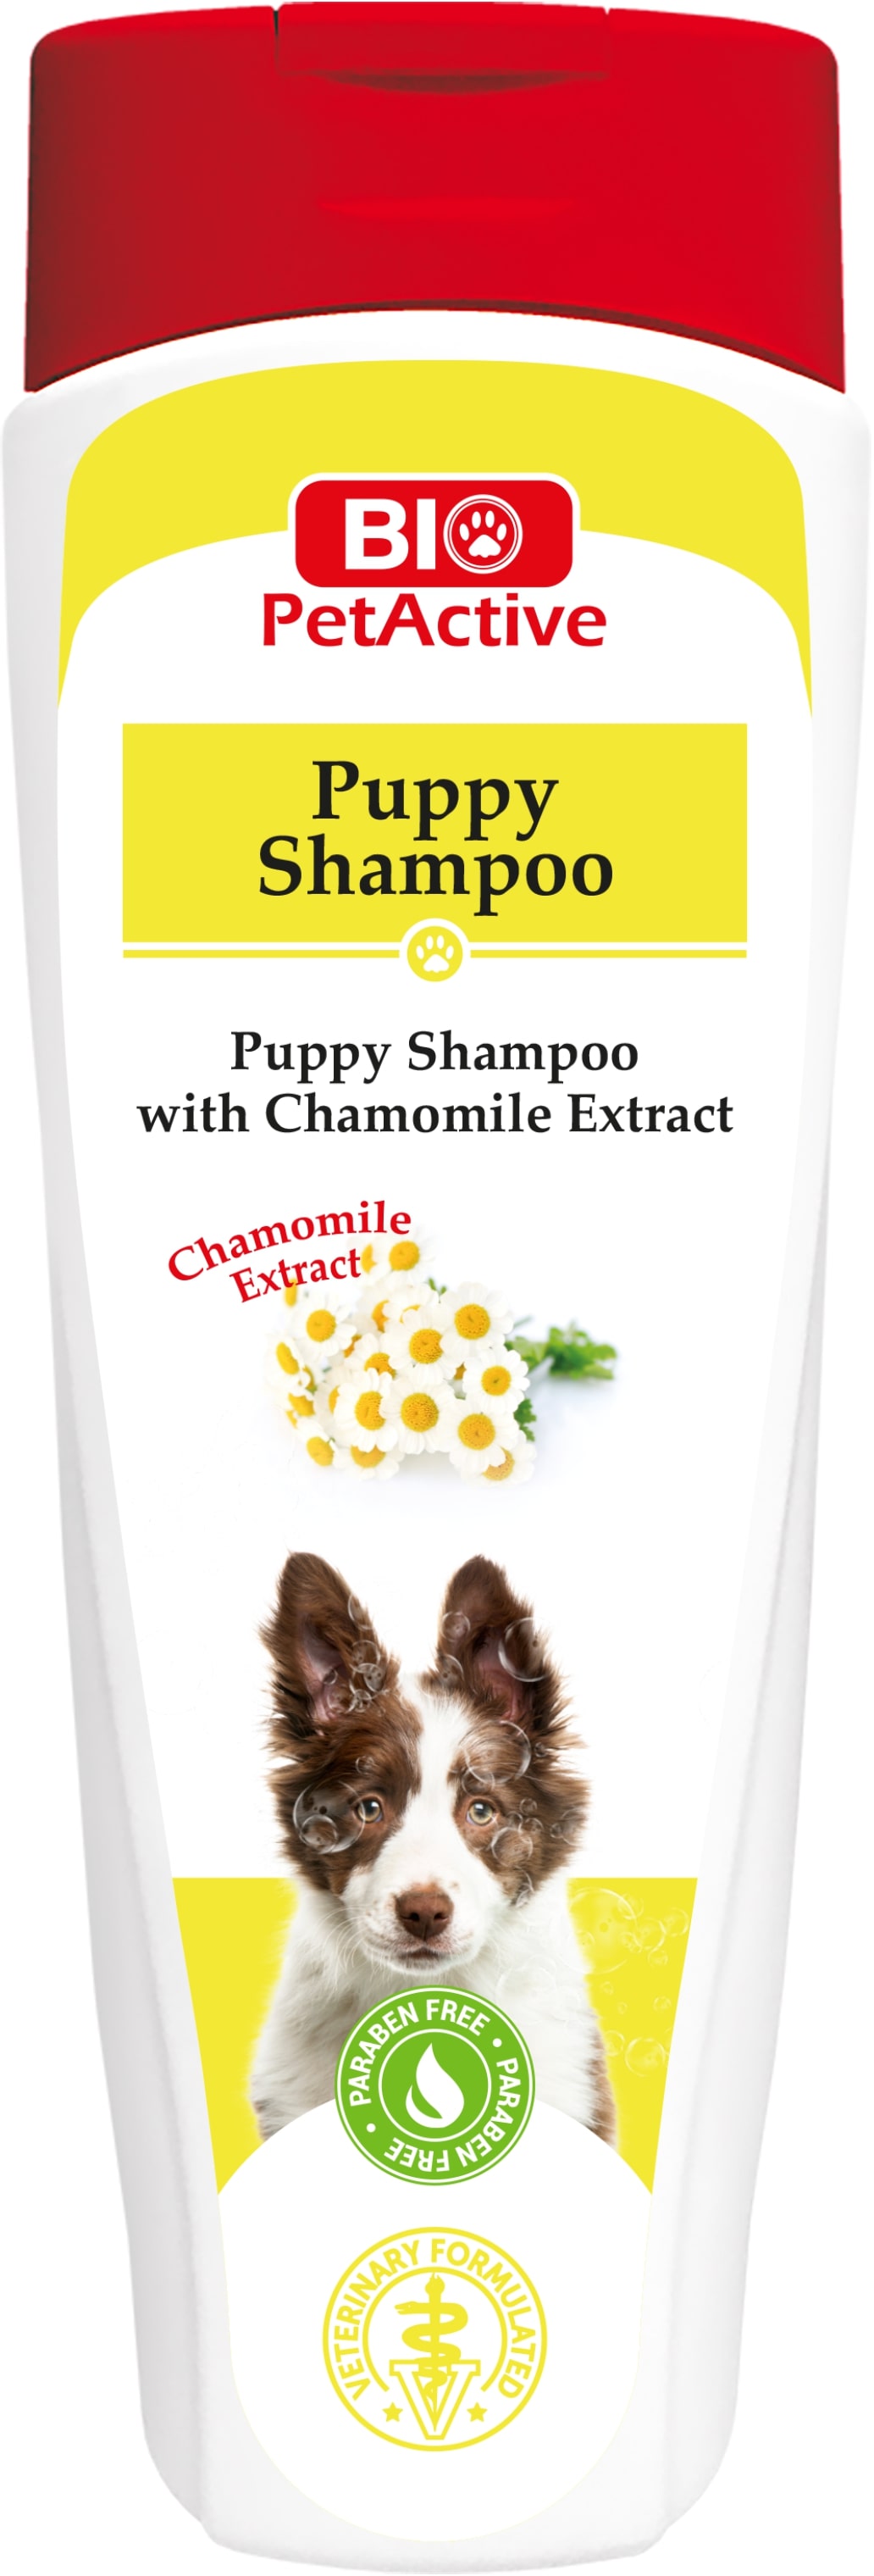 BIO
PetActive
Puppy
Shampoo
Puppy Shampoo
with Chamomile Extract
Chamomile
Extract
PARABEN FREE • PARABEN FREE •
VETERINARY FORMULATED
V